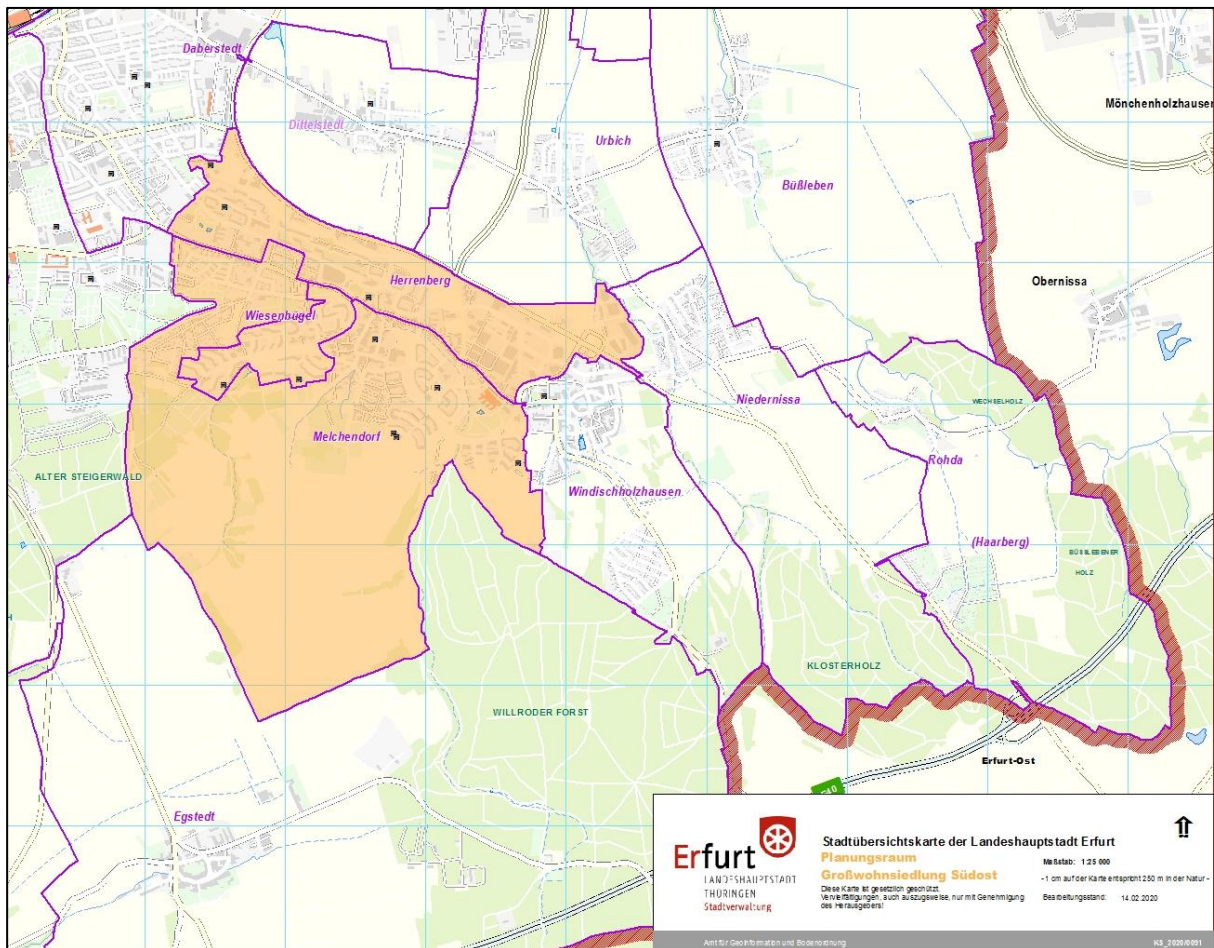 Daberstedt
Dittelstedt
Urbich
Mönchenholzhausen
Büßleben
Herrenberg
Obernissa
Wiesenhügel
Niedernissa
WECHSELHOLZ
Melchendorf
Rohda
ALTER STEIGERWALD
Windischholzhausen
(Haarberg)
BÜßLEBENER
HOLZ
KLOSTERHOLZ
WILLRODER FORST
Erfurt-Ost
Egstedt
Erfurt
LANDESHAUPTSTADT
THÜRINGEN
Stadtverwaltung
Stadtübersichtskarte der Landeshauptstadt Erfurt
Planungsraum
Großwohnsiedlung Südost
Diese Karte ist gesetzlich geschützt.
Vervielfältigungen, auch auszugsweise, nur mit Genehmigung
des Herausgebers!
Maßstab: 1:25 000
- 1 cm auf der Karte entspricht 250 m in der Natur -
Bearbeitungsstand: 14.02.2020
Amt für Geoinformation und Bodenordnung
KS_2020/0031